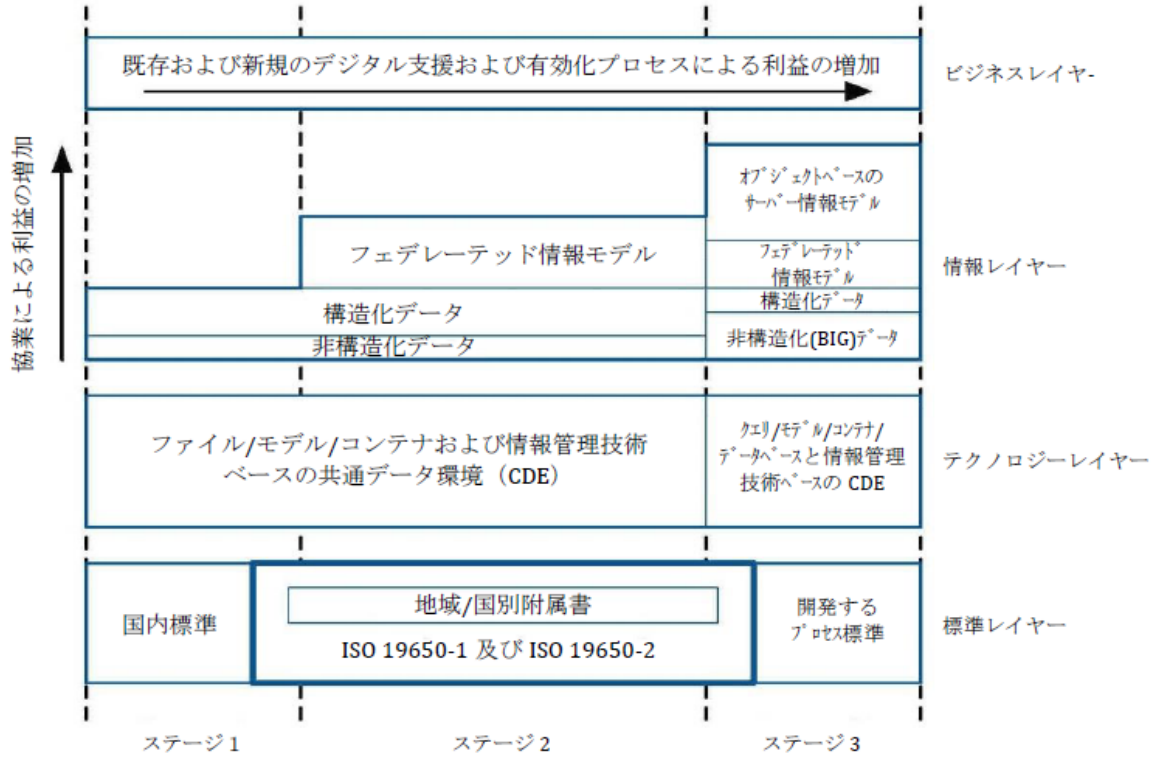 既存および新規のデジタル支援および有効化プロセスによる利益の増加
ビジネスレイヤ-
協業による利益の増加
オブジェクトベースの
サーバー情報モデル
フェデレーテッド情報モデル
フェデレーテッド
情報モデル
情報レイヤー
構造化データ
構造化データ
非構造化データ
非構造化(BIG)データ
ファイル/モデル/コンテナおよび情報管理技術
ベースの共通データ環境（CDE）
クエリ/モデル/コンテナ/
データベースと情報管理
技術ベースの CDE
テクノロジーレイヤー
国内標準
地域/国別附属書
ISO 19650-1 及び ISO 19650-2
開発する
プロセス標準
標準レイヤー
ステージ 1
ステージ 2
ステージ 3